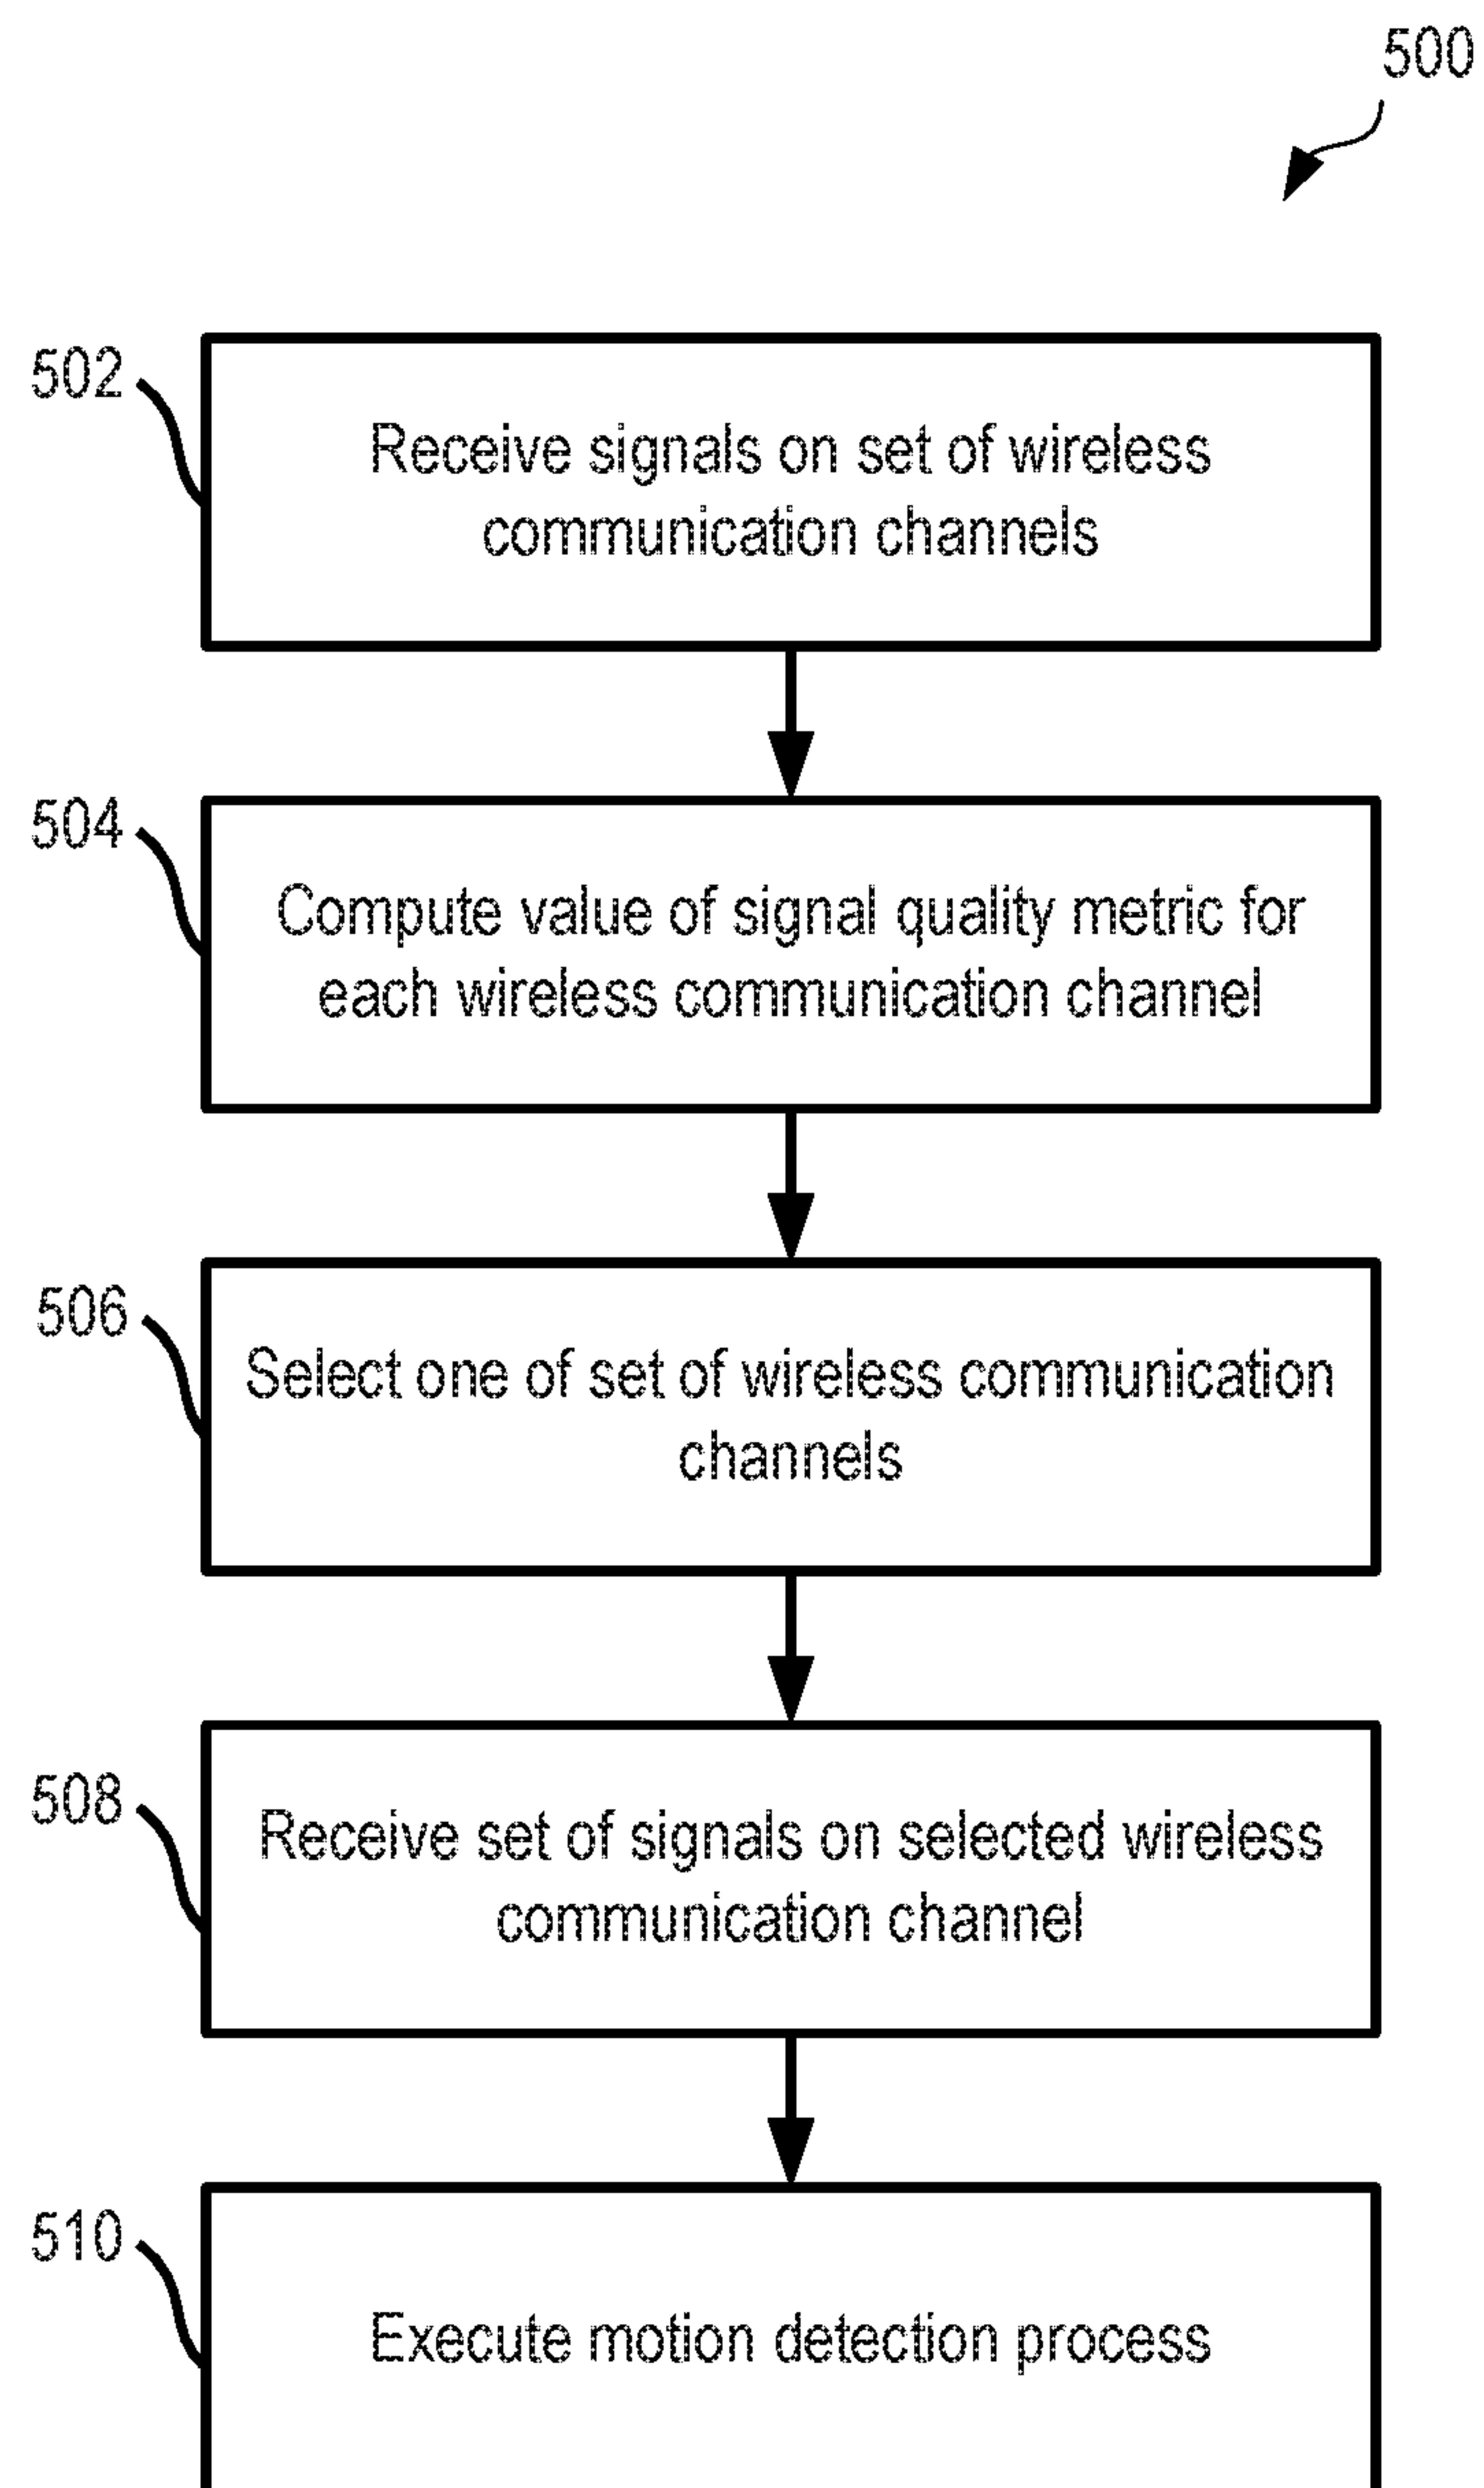 500
502
Receive signals on set of wireless
communication channels
504
Compute value of signal quality metric for
each wireless communication channel
506
Select one of set of wireless communication
channels
508
Receive set of signals on selected wireless
communication channel
510
Execute motion detection process